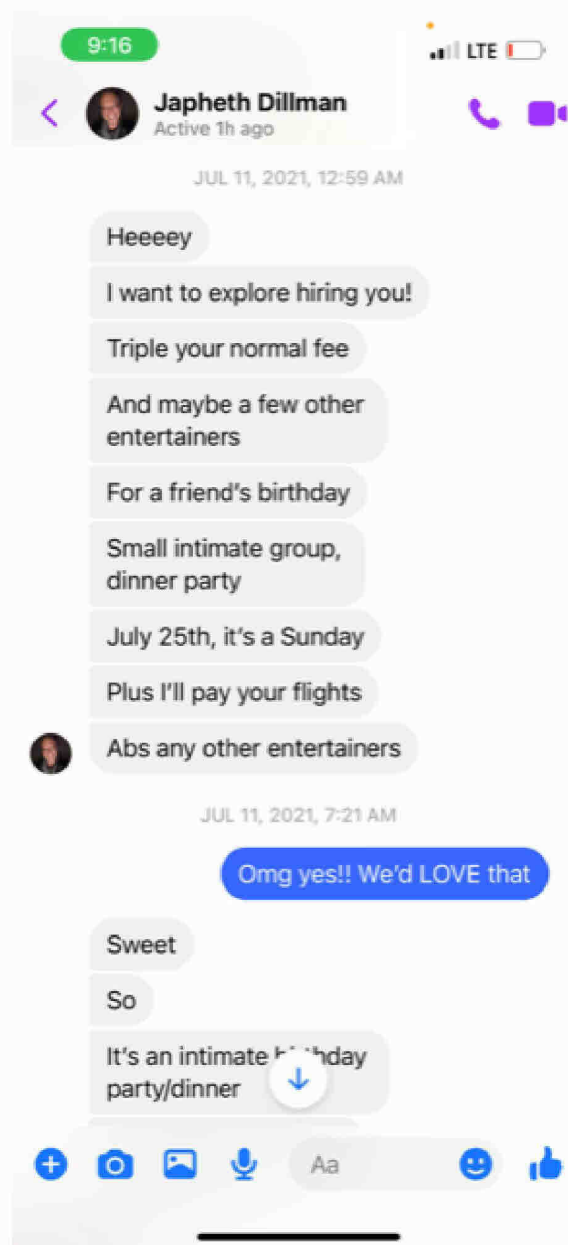 9:16
LTE
Japheth Dillman
Active 1h ago
JUL 11, 2021, 12:59 AM
Heeeey
I want to explore hiring you!
Triple your normal fee
And maybe a few other
entertainers
For a friend's birthday
Small intimate group,
dinner party
July 25th, it's a Sunday
Plus I'll pay your flights
Abs any other entertainers
JUL 11, 2021, 7:21 AM
Omg yes!! We'd LOVE that
Sweet
So
It's an intimate birthday
party/dinner
Aa